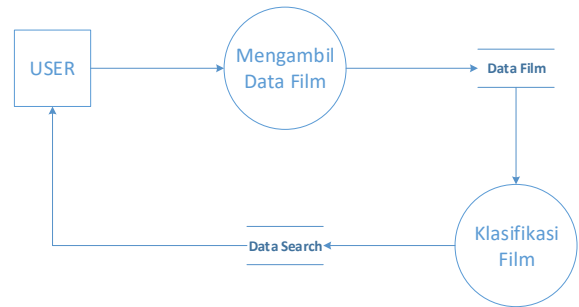 USER
Mengambil
Data Film
Data Film
Klasifikasi
Film
Data Search